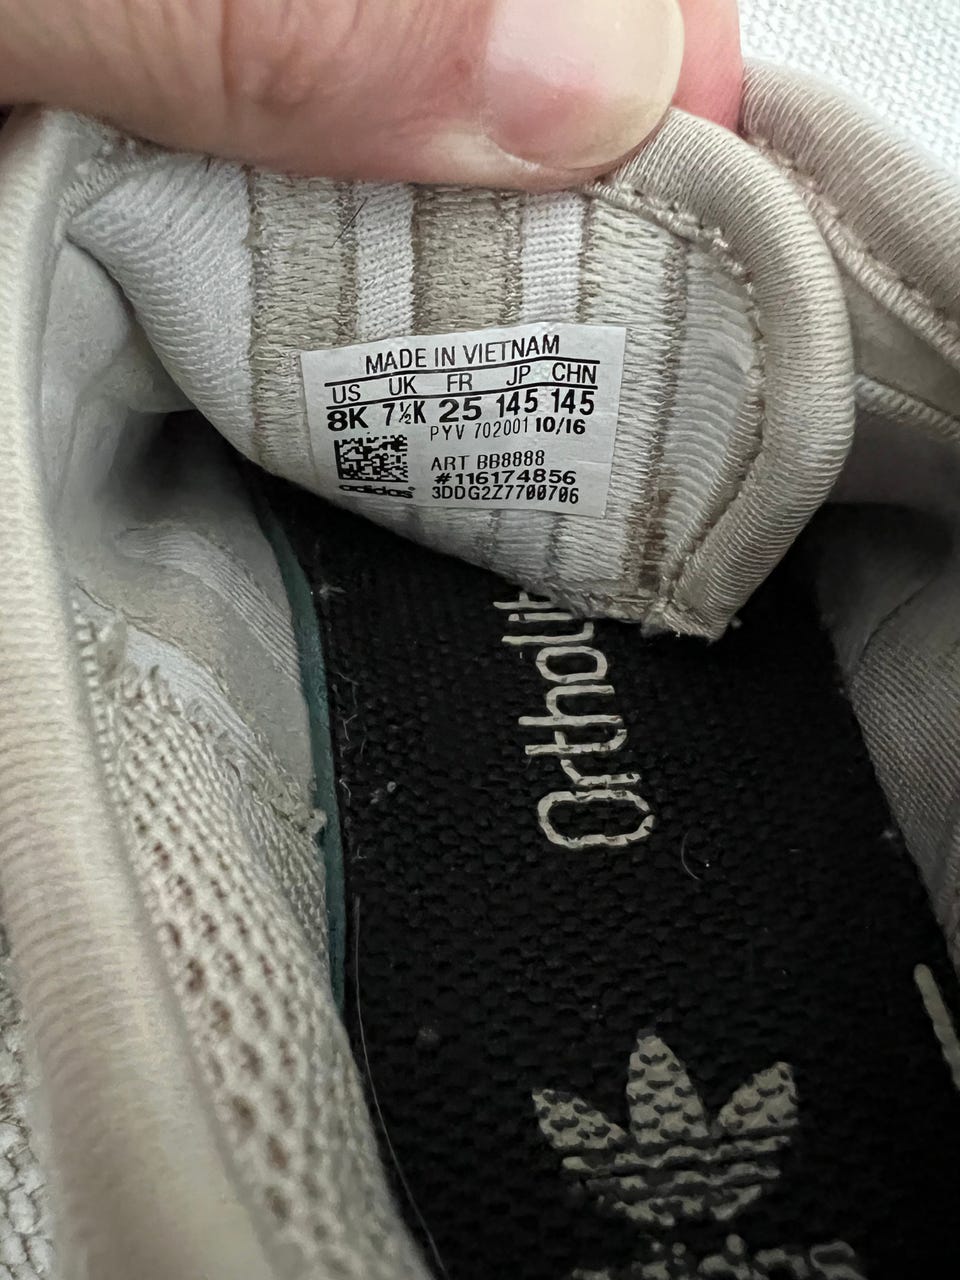 MADE IN VIETNAM
US UK FR JP CHN
8K 7½K 25 145 145
PYV 702001 10/16
ART BB8888
#116174856
adidas 3DDG2Z7700706
Ortholit